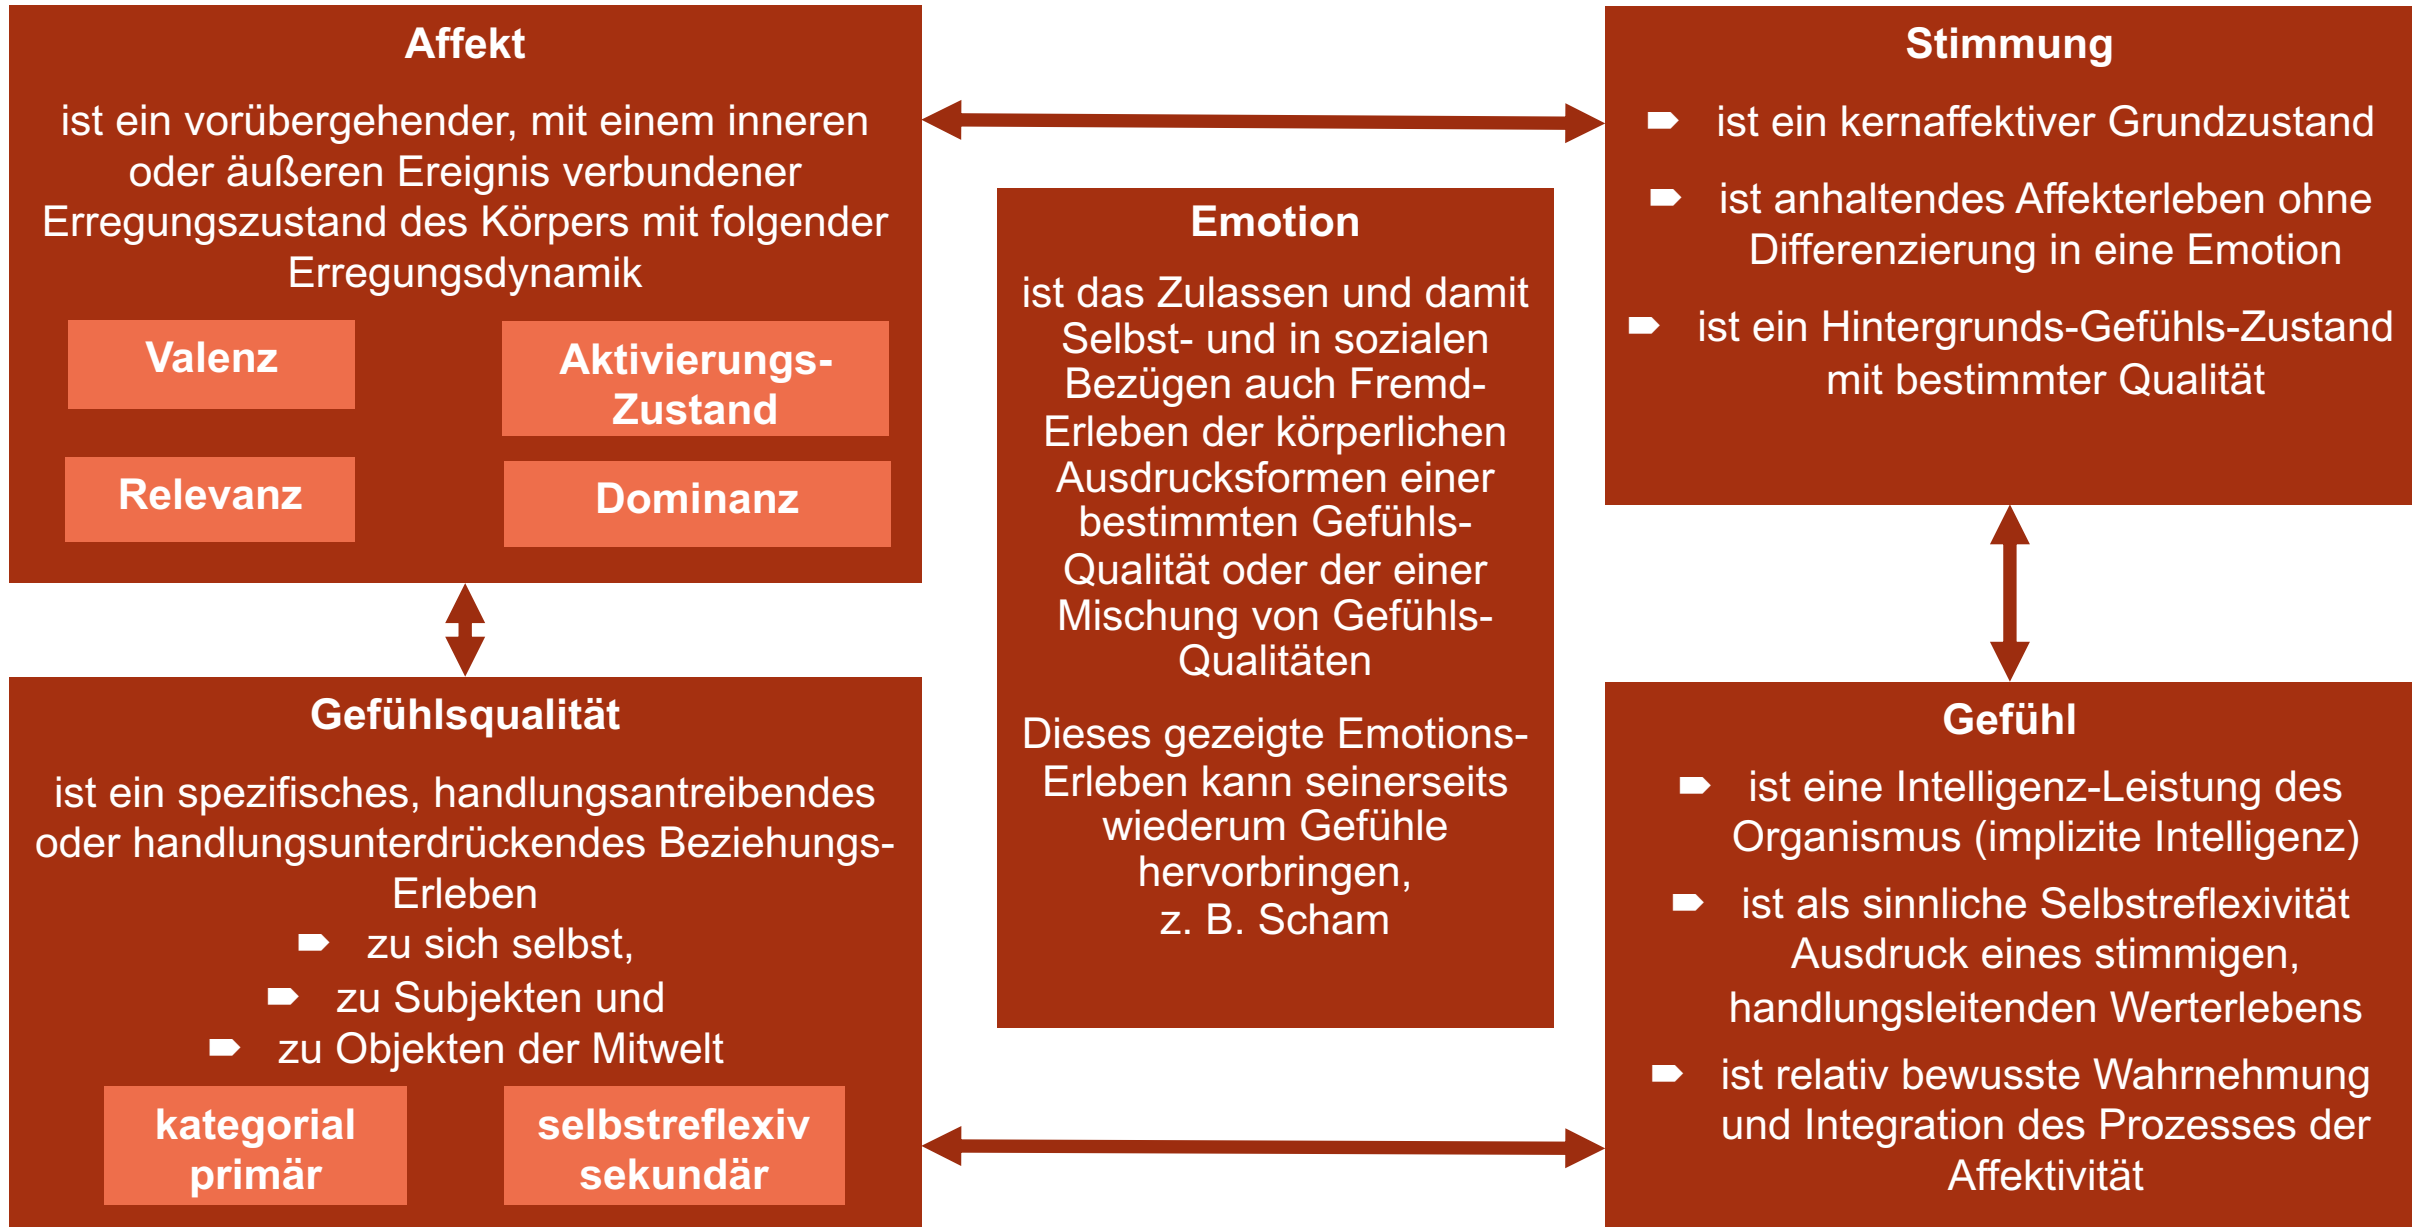 Affekt
ist ein vorübergehender, mit einem inneren
oder äußeren Ereignis verbundener
Erregungszustand des Körpers mit folgender
Erregungsdynamik
Valenz
Aktivierungs-
Zustand
Relevanz
Dominanz
Stimmung
ist ein kernaffektiver Grundzustand
ist anhaltendes Affekterleben ohne
Differenzierung in eine Emotion
ist ein Hintergrunds-Gefühls-Zustand
mit bestimmter Qualität
Emotion
ist das Zulassen und damit
Selbst- und in sozialen
Bezügen auch Fremd-
Erleben der körperlichen
Ausdrucksformen einer
bestimmten Gefühls-
Qualität oder der einer
Mischung von Gefühls-
Qualitäten
Dieses gezeigte Emotions-
Erleben kann seinerseits
wiederum Gefühle
hervorbringen,
z. B. Scham
Gefühlsqualität
ist ein spezifisches, handlungsantreibendes
oder handlungsunterdrückendes Beziehungs-
Erleben
zu sich selbst,
zu Subjekten und
zu Objekten der Mitwelt
kategorial
primär
selbstreflexiv
sekundär
Gefühl
ist eine Intelligenz-Leistung des
Organismus (implizite Intelligenz)
ist als sinnliche Selbstreflexivität
Ausdruck eines stimmigen,
handlungsleitenden Werterlebens
ist relativ bewusste Wahrnehmung
und Integration des Prozesses der
Affektivität